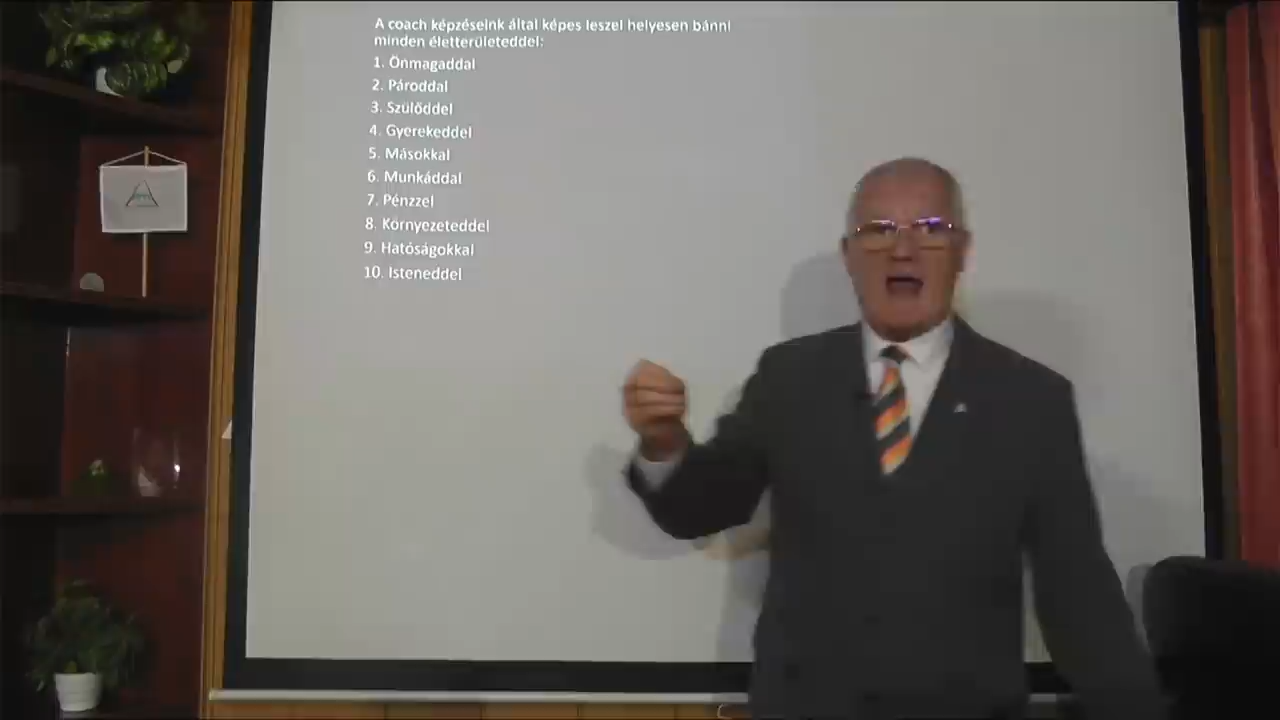 A coach képzéseink által képes leszel helyesen bánni
minden életterületeddel:
1. Önmagaddal
2. Pároddal
3. Szülőddel
4. Gyerekeddel
5. Másokkal
6. Munkáddal
7. Pénzzel
8. Környezeteddel
9. Hatóságokkal
10. Isteneddel